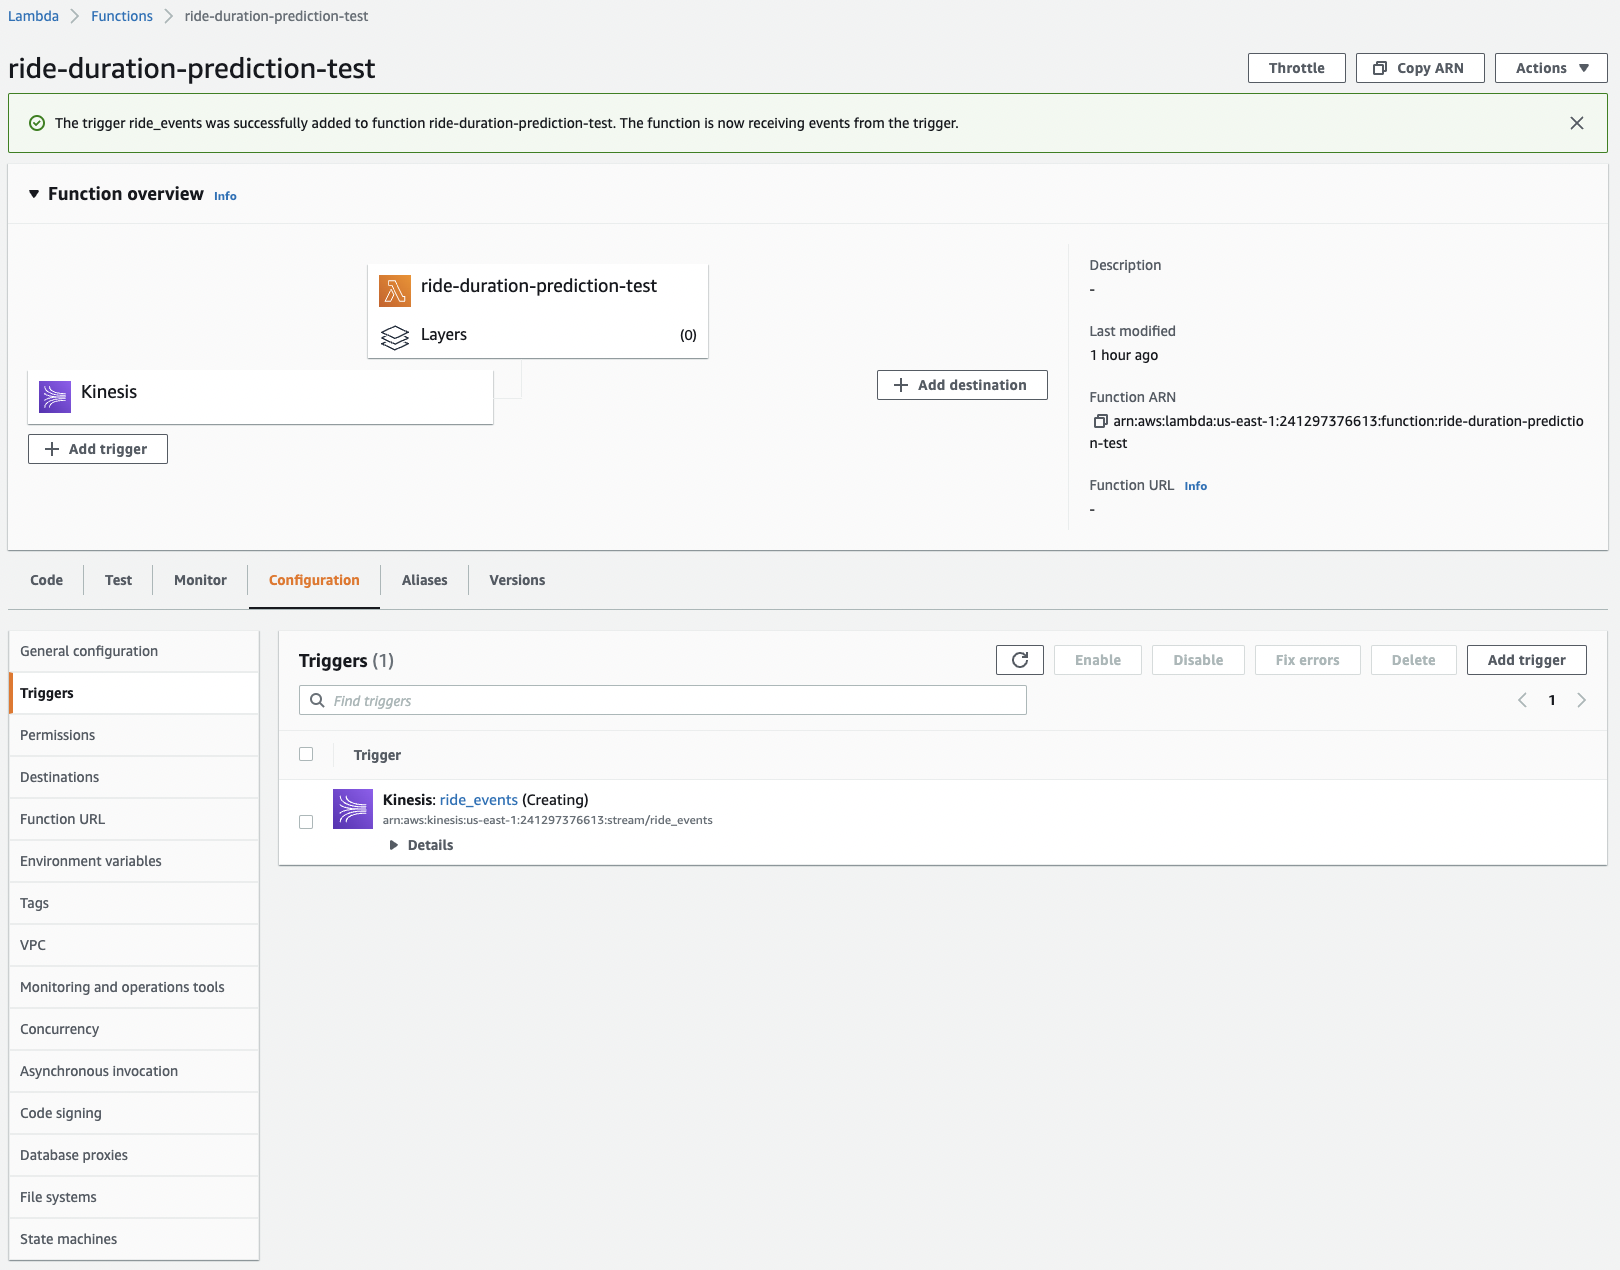 Lambda > Functions > ride-duration-prediction-test
ride-duration-prediction-test
Throttle
Copy ARN
Actions
The trigger ride_events was successfully added to function ride-duration-prediction-test. The function is now receiving events from the trigger.
Function overview Info
ride-duration-prediction-test
Layers (0)
Kinesis
Add trigger
Add destination
Description
-
Last modified
1 hour ago
Function ARN
arn:aws:lambda:us-east-1:241297376613:function:ride-duration-predictio
n-test
Function URL Info
-
Code
Test
Monitor
Configuration
Aliases
Versions
General configuration
Triggers
Permissions
Destinations
Function URL
Environment variables
Tags
VPC
Monitoring and operations tools
Concurrency
Asynchronous invocation
Code signing
Database proxies
File systems
State machines
Triggers (1)
Enable
Disable
Fix errors
Delete
Add trigger
Find triggers
1
Trigger
Kinesis: ride_events (Creating)
arn:aws:kinesis:us-east-1:241297376613:stream/ride_events
Details